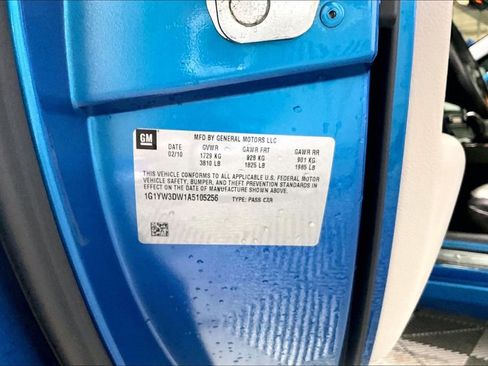 GM
MFD BY GENERAL MOTORS LLC
DATE GVWR GAWR FRT GAWR RR
02/10 1729 KG 828 KG 901 KG
3810 LB 1825 LB 1985 LB
THIS VEHICLE CONFORMS TO ALL APPLICABLE U.S. FEDERAL MOTOR
VEHICLE SAFETY, BUMPER, AND THEFT PREVENTION STANDARDS IN
EFFECT ON THE DATE OF MANUFACTURE SHOWN ABOVE.
1G1YW3DW1A5105256 TYPE: PASS CAR